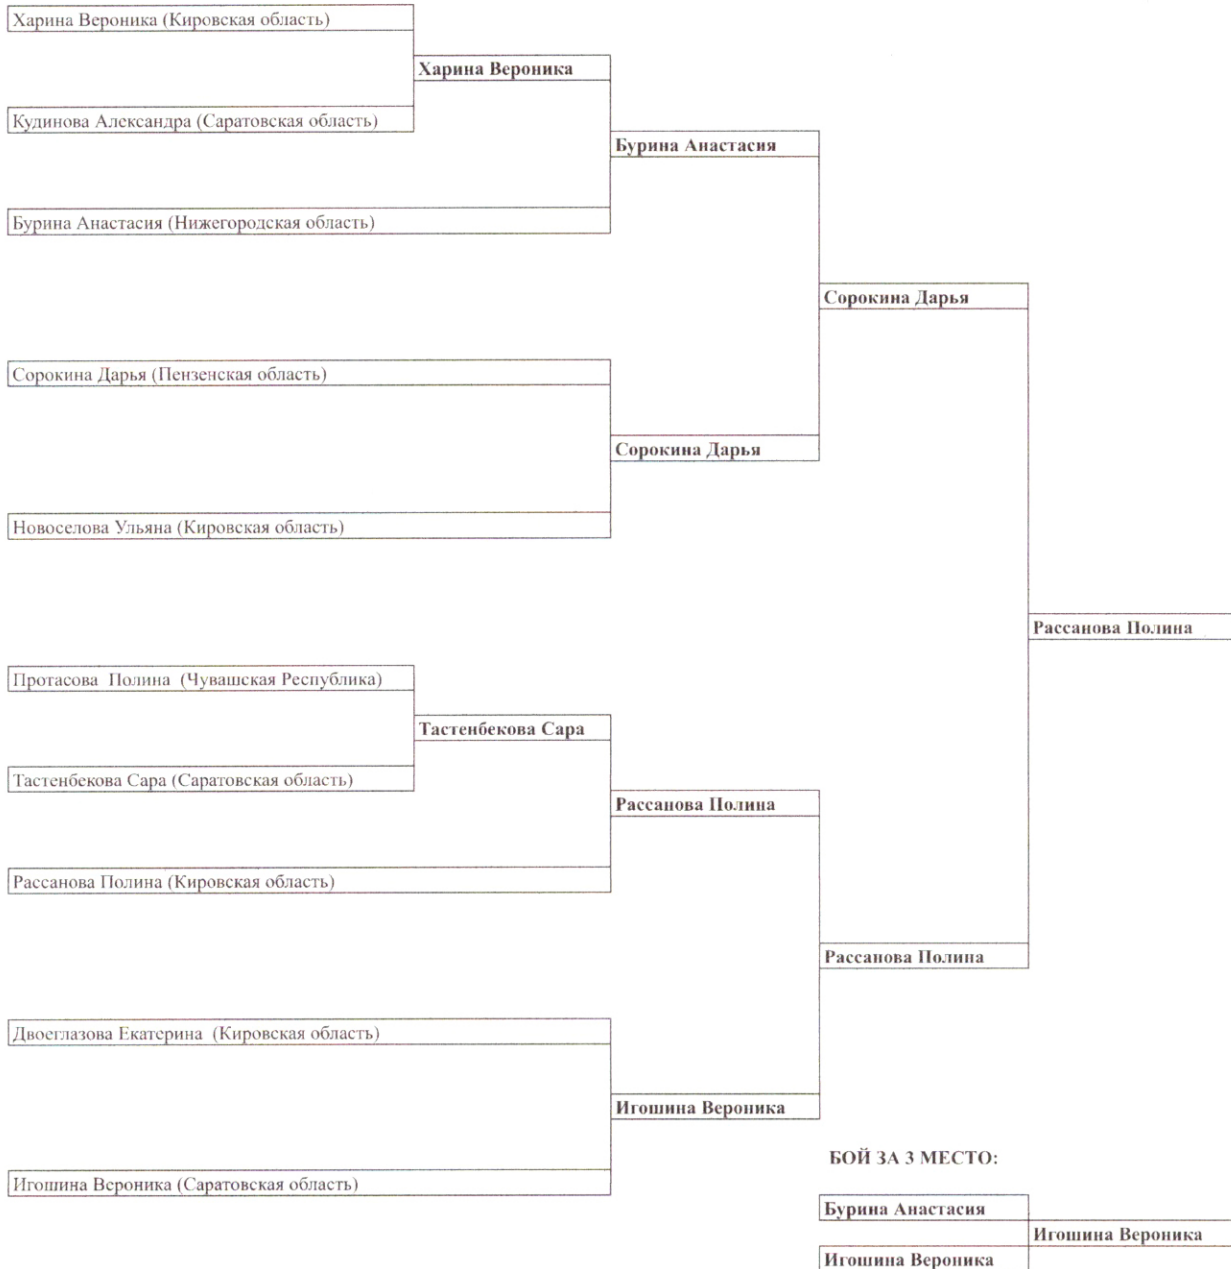 Харина Вероника (Кировская область)
Харина Вероника
Кудинова Александра (Саратовская область)
Бурина Анастасия
Бурина Анастасия (Нижегородская область)
Сорокина Дарья
Сорокина Дарья (Пензенская область)
Сорокина Дарья
Новоселова Ульяна (Кировская область)
Рассанова Полина
Протасова Полина (Чувашская Республика)
Тастенбекова Сара
Тастенбекова Сара (Саратовская область)
Рассанова Полина
Рассанова Полина (Кировская область)
Рассанова Полина
Двоеглазова Екатерина (Кировская область)
Игошина Вероника
БОЙ ЗА 3 МЕСТО:
Игошина Вероника (Саратовская область)
Бурина Анастасия
Игошина Вероника
Игошина Вероника